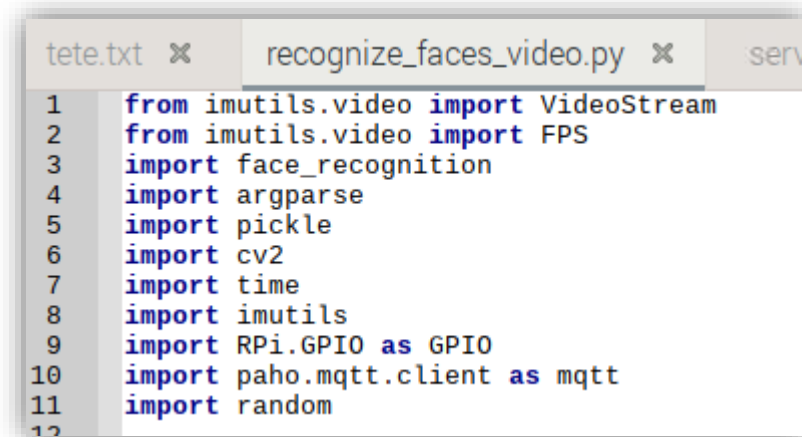 tete.txt ✖ recognize_faces_video.py ✖ serv
1 from imutils.video import VideoStream
2 from imutils.video import FPS
3 import face_recognition
4 import argparse
5 import pickle
6 import cv2
7 import time
8 import imutils
9 import RPi.GPIO as GPIO
10 import paho.mqtt.client as mqtt
11 import random
12